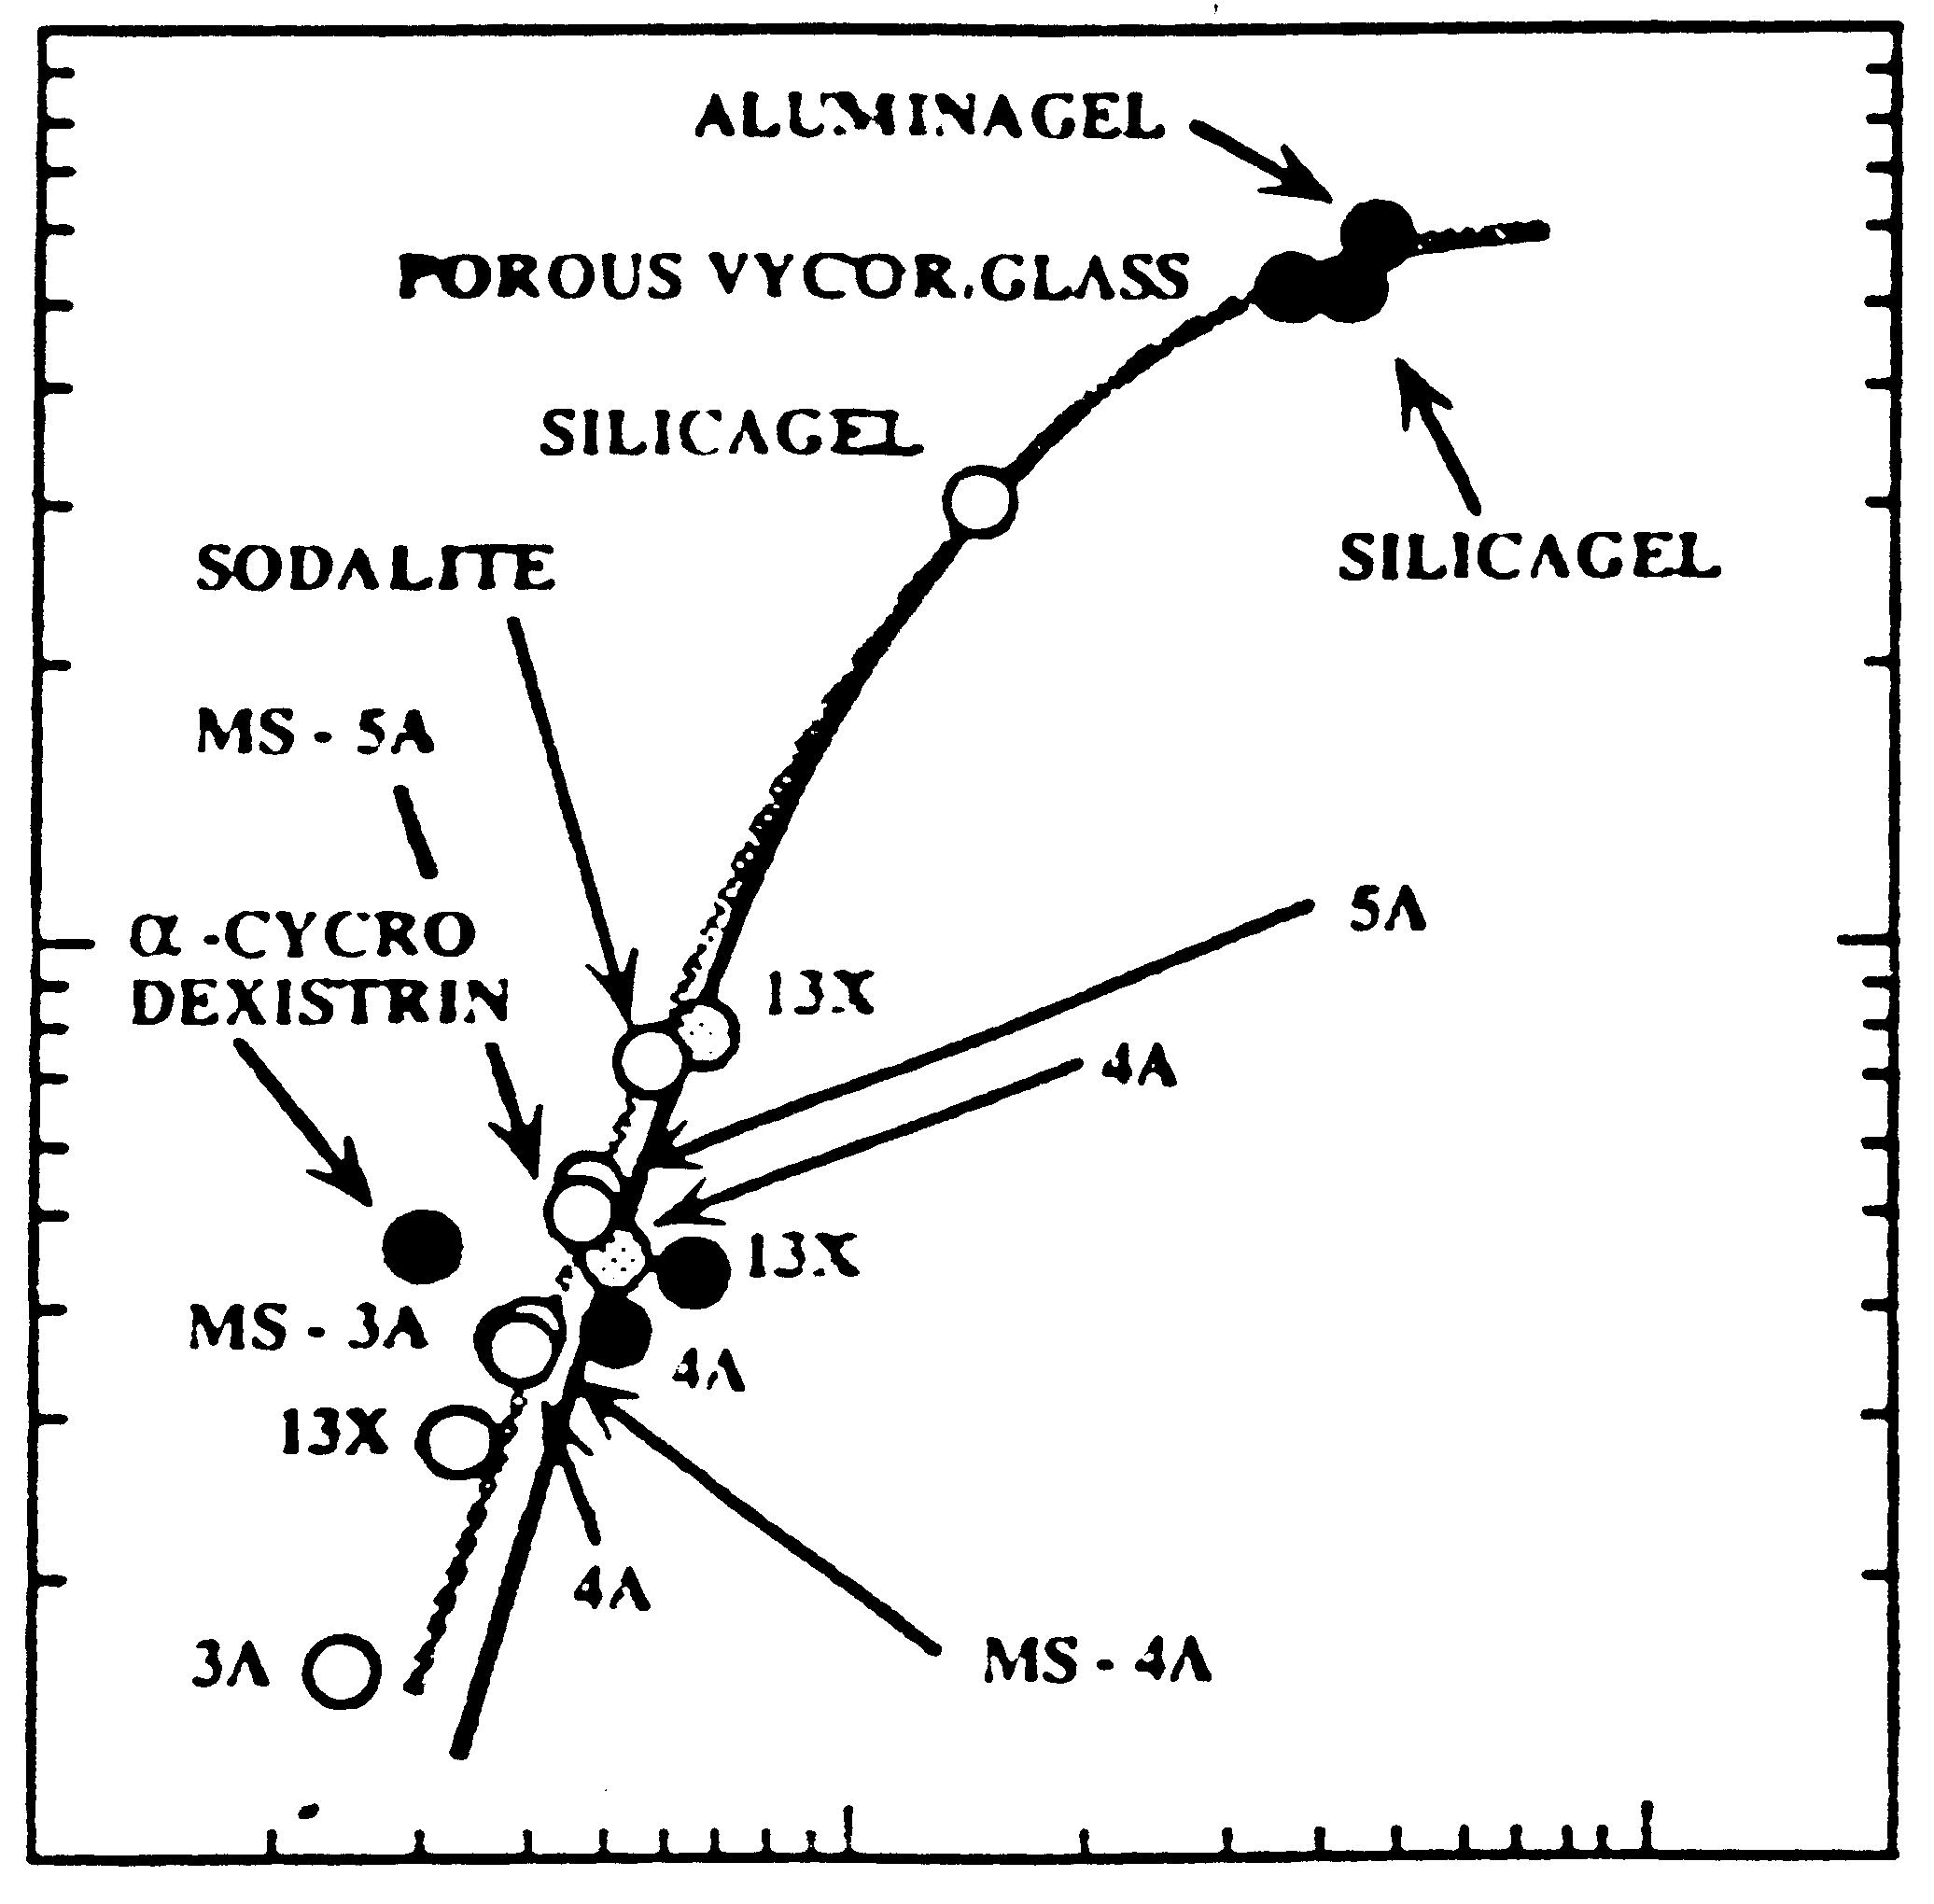 ALUMINAGEL
POROUS VYCOR.GLASS
SILICAGEL
SODALITE
SILICAGEL
MS - 5A
5A
α -CYCRO
DEXISTRIN
13X
4A
13X
MS - 3A
4A
13X
4A
3A
MS - 4A